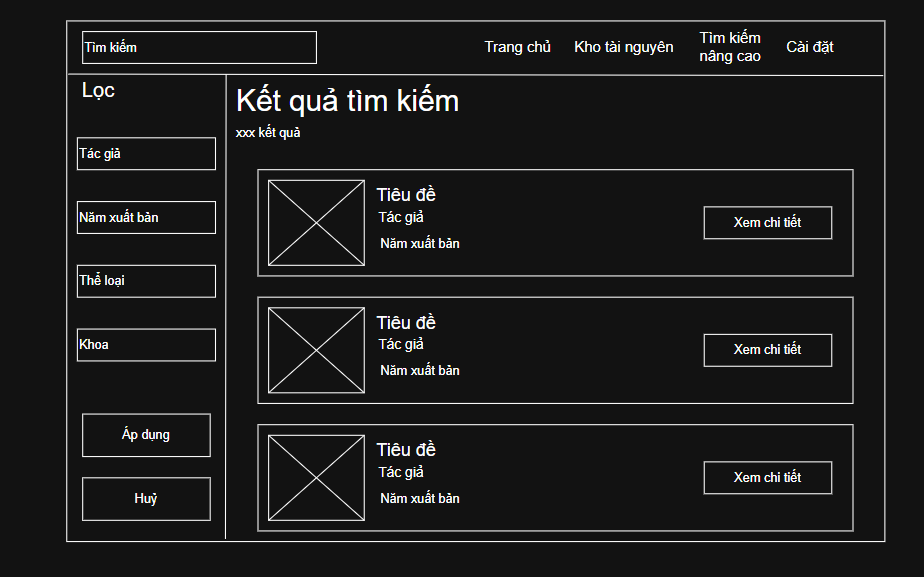 Tìm kiếm
Trang chủ
Kho tài nguyên
Tìm kiếm
nâng cao
Cài đặt
Lọc
Tác giả
Năm xuất bản
Thể loại
Khoa
Áp dụng
Huỷ
Kết quả tìm kiếm
xxx kết quả
Tiêu đề
Tác giả
Năm xuất bản
Xem chi tiết
Tiêu đề
Tác giả
Năm xuất bản
Xem chi tiết
Tiêu đề
Tác giả
Năm xuất bản
Xem chi tiết